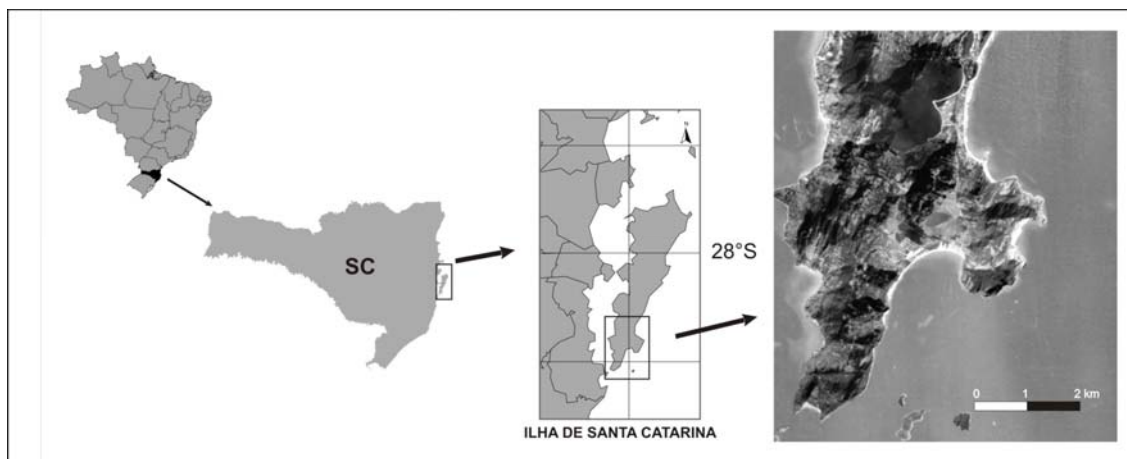 SC
N
28°S
ILHA DE SANTA CATARINA
0 1 2 km